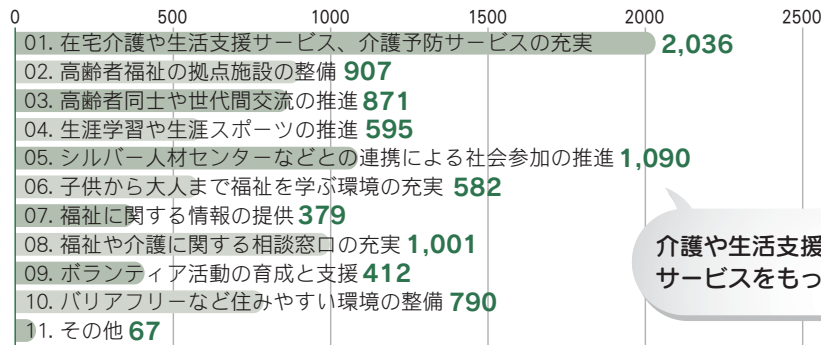 0 500 1000 1500 2000 2500
01. 在宅介護や生活支援サービス、介護予防サービスの充実 2,036
02. 高齢者福祉の拠点施設の整備 907
03. 高齢者同士や世代間交流の推進 871
04. 生涯学習や生涯スポーツの推進 595
05. シルバー人材センターなどとの連携による社会参加の推進 1,090
06. 子供から大人まで福祉を学ぶ環境の充実 582
07. 福祉に関する情報の提供 379
08. 福祉や介護に関する相談窓口の充実 1,001
09. ボランティア活動の育成と支援 412
10. バリアフリーなど住みやすい環境の整備 790
11. その他 67
介護や生活支援
サービスをもっ